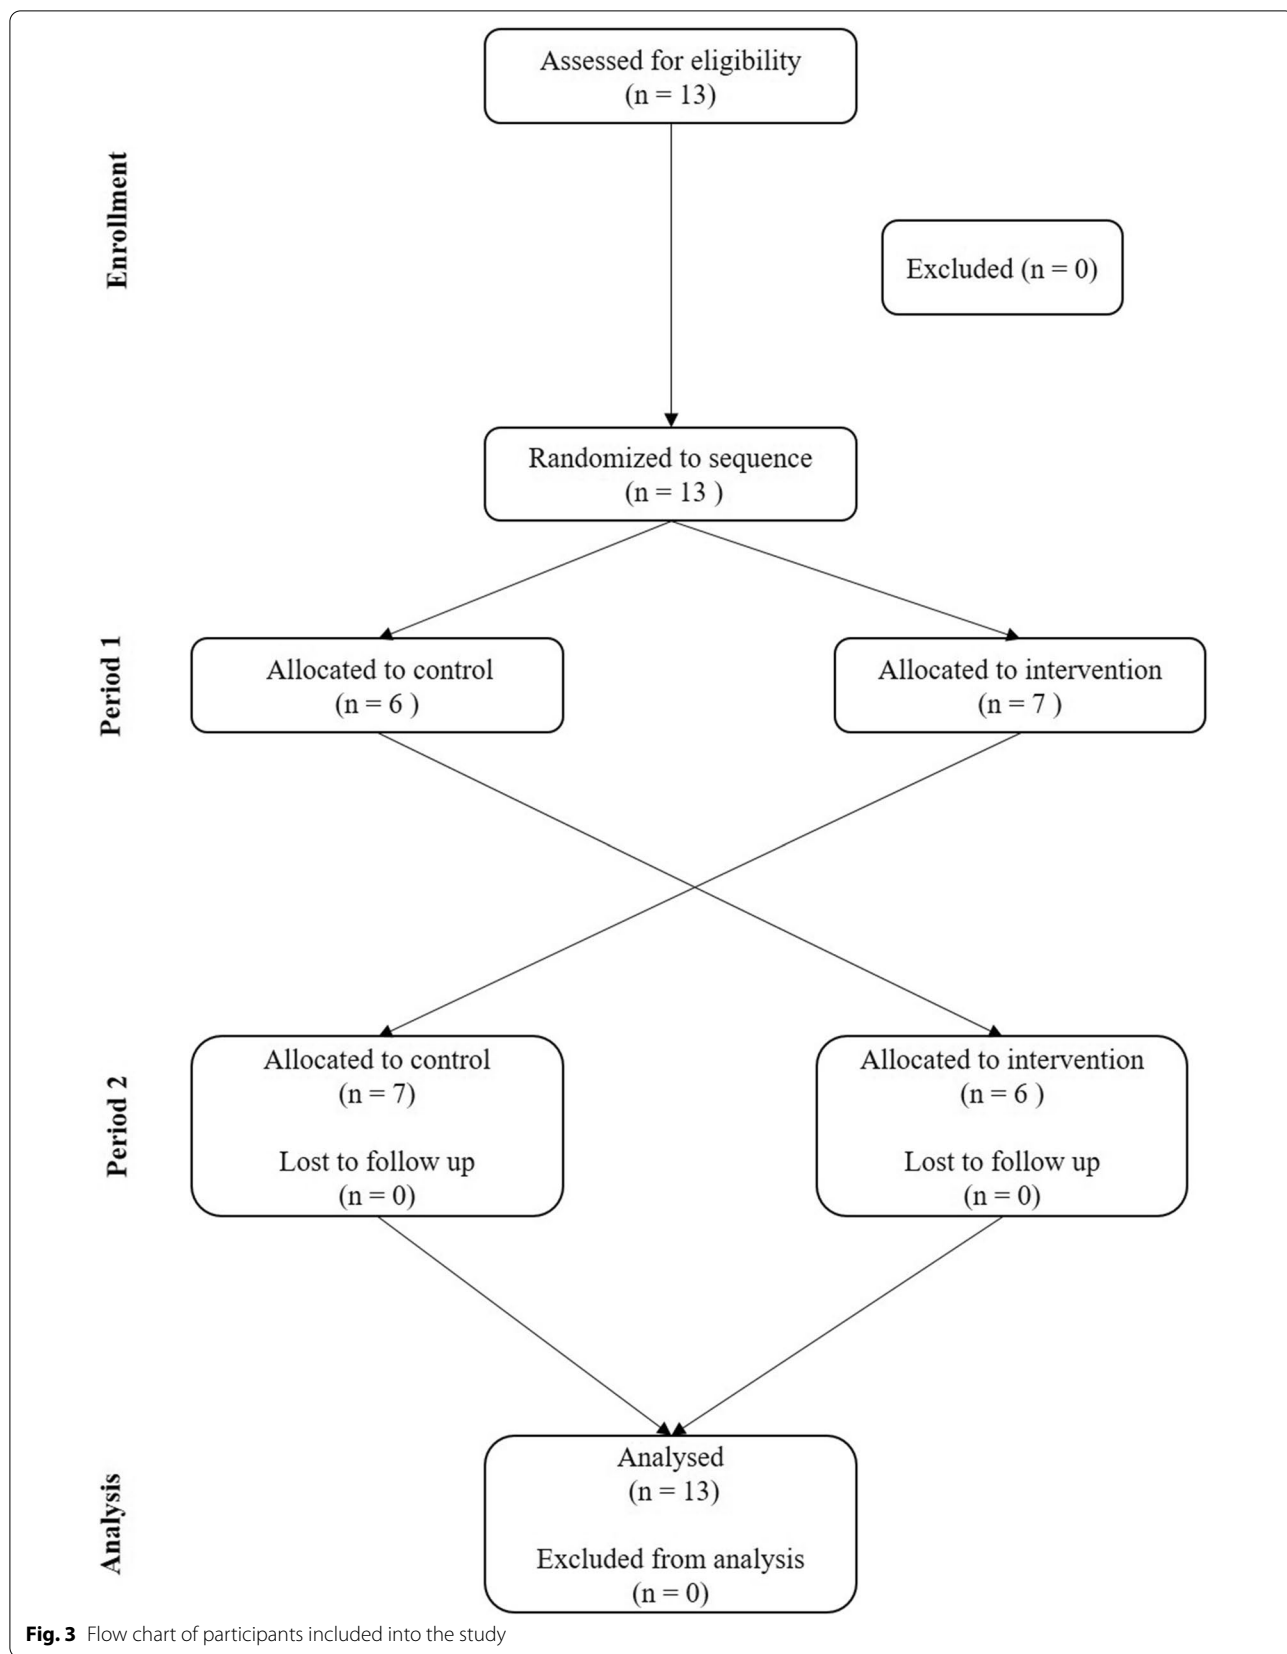 Assessed for eligibility
(n = 13)
Enrollment
Excluded (n = 0)
Randomized to sequence
(n = 13 )
Period 1
Allocated to control
(n = 6 )
Allocated to intervention
(n = 7 )
Period 2
Allocated to control
(n = 7)
Lost to follow up
(n = 0)
Allocated to intervention
(n = 6 )
Lost to follow up
(n = 0)
Analysis
Analysed
(n = 13)
Excluded from analysis
(n = 0)
Fig. 3 Flow chart of participants included into the study